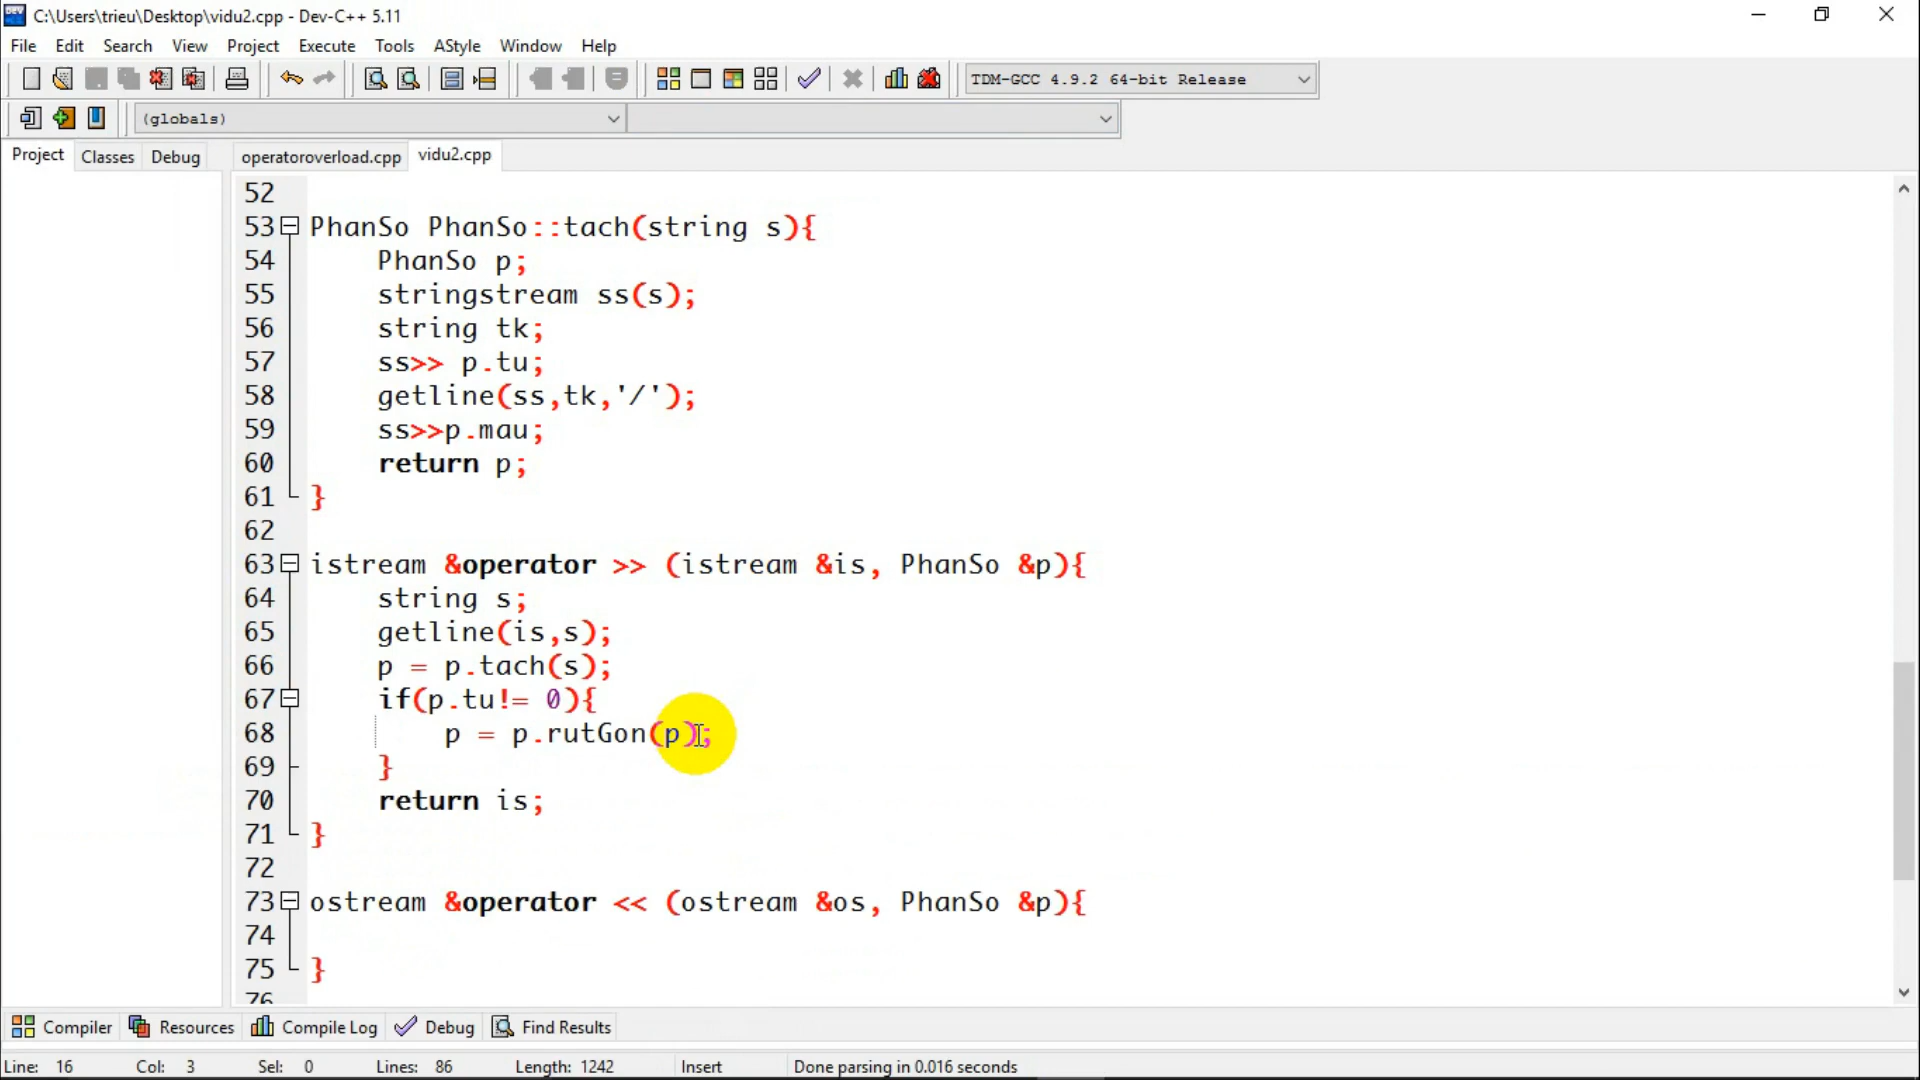 C:\Users\trieu\Desktop\vidu2.cpp - Dev-C++ 5.11
File Edit Search View Project Execute Tools AStyle Window Help
TDM-GCC 4.9.2 64-bit Release
(globals)
Project Classes Debug operatoroverload.cpp vidu2.cpp
52
53 PhanSo PhanSo::tach(string s){
54 PhanSo p;
55 stringstream ss(s);
56 string tk;
57 ss>> p.tu;
58 getline(ss,tk,'/');
59 ss>>p.mau;
60 return p;
61 }
62
63 istream &operator >> (istream &is, PhanSo &p){
64 string s;
65 getline(is,s);
66 p = p.tach(s);
67 if(p.tu!= 0){
68 p = p.rutGon(p);
69 }
70 return is;
71 }
72
73 ostream &operator << (ostream &os, PhanSo &p){
74
75 }
76
Compiler Resources Compile Log Debug Find Results
Line: 16 Col: 3 Sel: 0 Lines: 86 Length: 1242 Insert Done parsing in 0.016 seconds